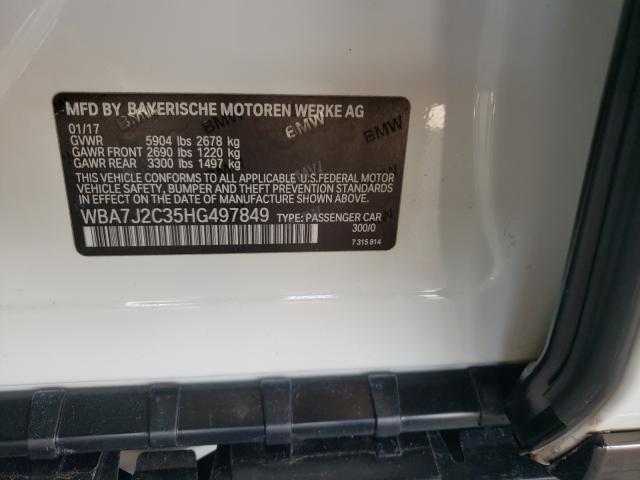 MFD BY BAYERISCHE MOTOREN WERKE AG
01/17
GVWR 5904 lbs 2678 kg
GAWR FRONT 2690 lbs 1220 kg
GAWR REAR 3300 lbs 1497 kg
THIS VEHICLE CONFORMS TO ALL APPLICABLE U.S.FEDERAL MOTOR
VEHICLE SAFETY, BUMPER AND THEFT PREVENTION STANDARDS
IN EFFECT ON THE DATE OF MANUFACTURE SHOWN ABOVE.
WBA7J2C35HG497849 TYPE: PASSENGER CAR
300/0
7 315 814
BMW
BMW